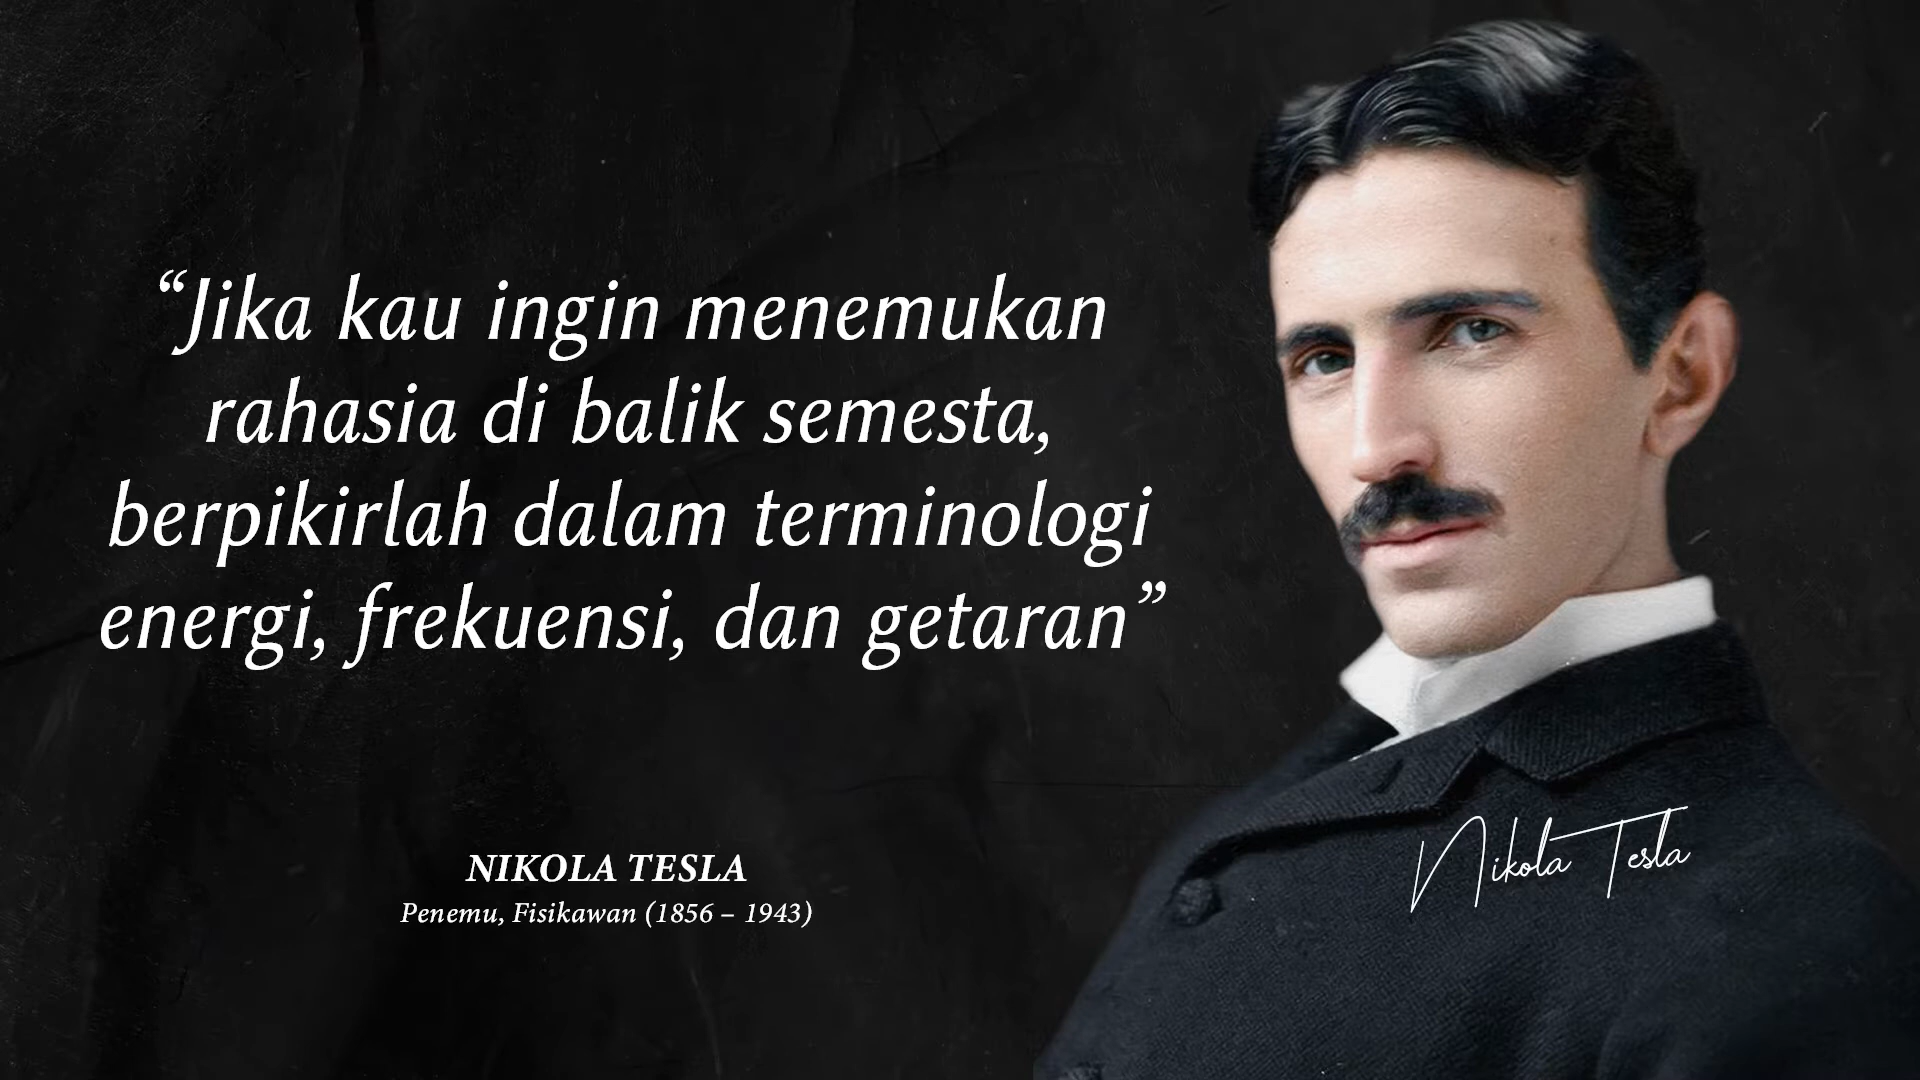 “Jika kau ingin menemukan
rahasia di balik semesta,
berpikirlah dalam terminologi
energi, frekuensi, dan getaran”
NIKOLA TESLA
Penemu, Fisikawan (1856 – 1943)
Nikola Tesla